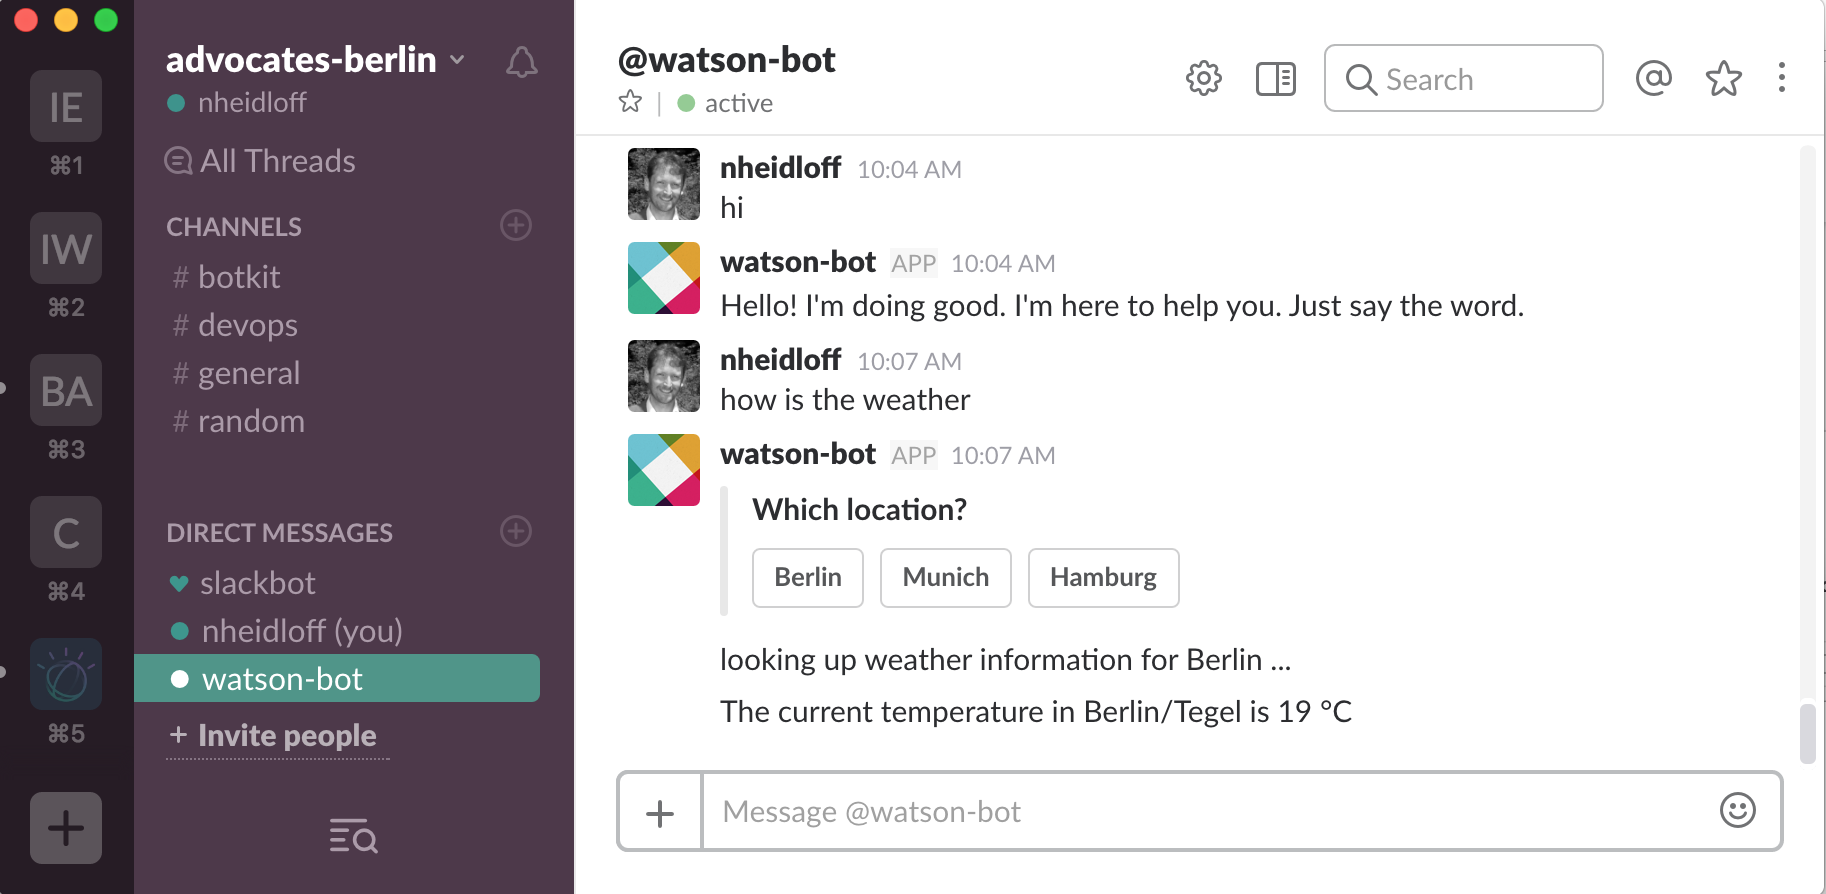 IE
⌘1
IW
⌘2
BA
⌘3
C
⌘4
⌘5
advocates-berlin
nheidloff
All Threads
CHANNELS
# botkit
# devops
# general
# random
DIRECT MESSAGES
slackbot
nheidloff (you)
watson-bot
+ Invite people
@watson-bot
| active
Search
nheidloff 10:04 AM
hi
watson-bot APP 10:04 AM
Hello! I'm doing good. I'm here to help you. Just say the word.
nheidloff 10:07 AM
how is the weather
watson-bot APP 10:07 AM
Which location?
Berlin Munich Hamburg
looking up weather information for Berlin ...
The current temperature in Berlin/Tegel is 19 °C
Message @watson-bot